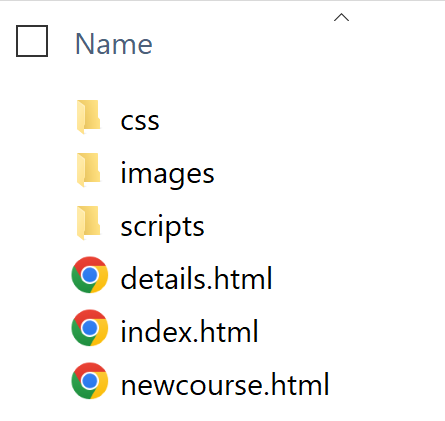 Name
css
images
scripts
details.html
index.html
newcourse.html